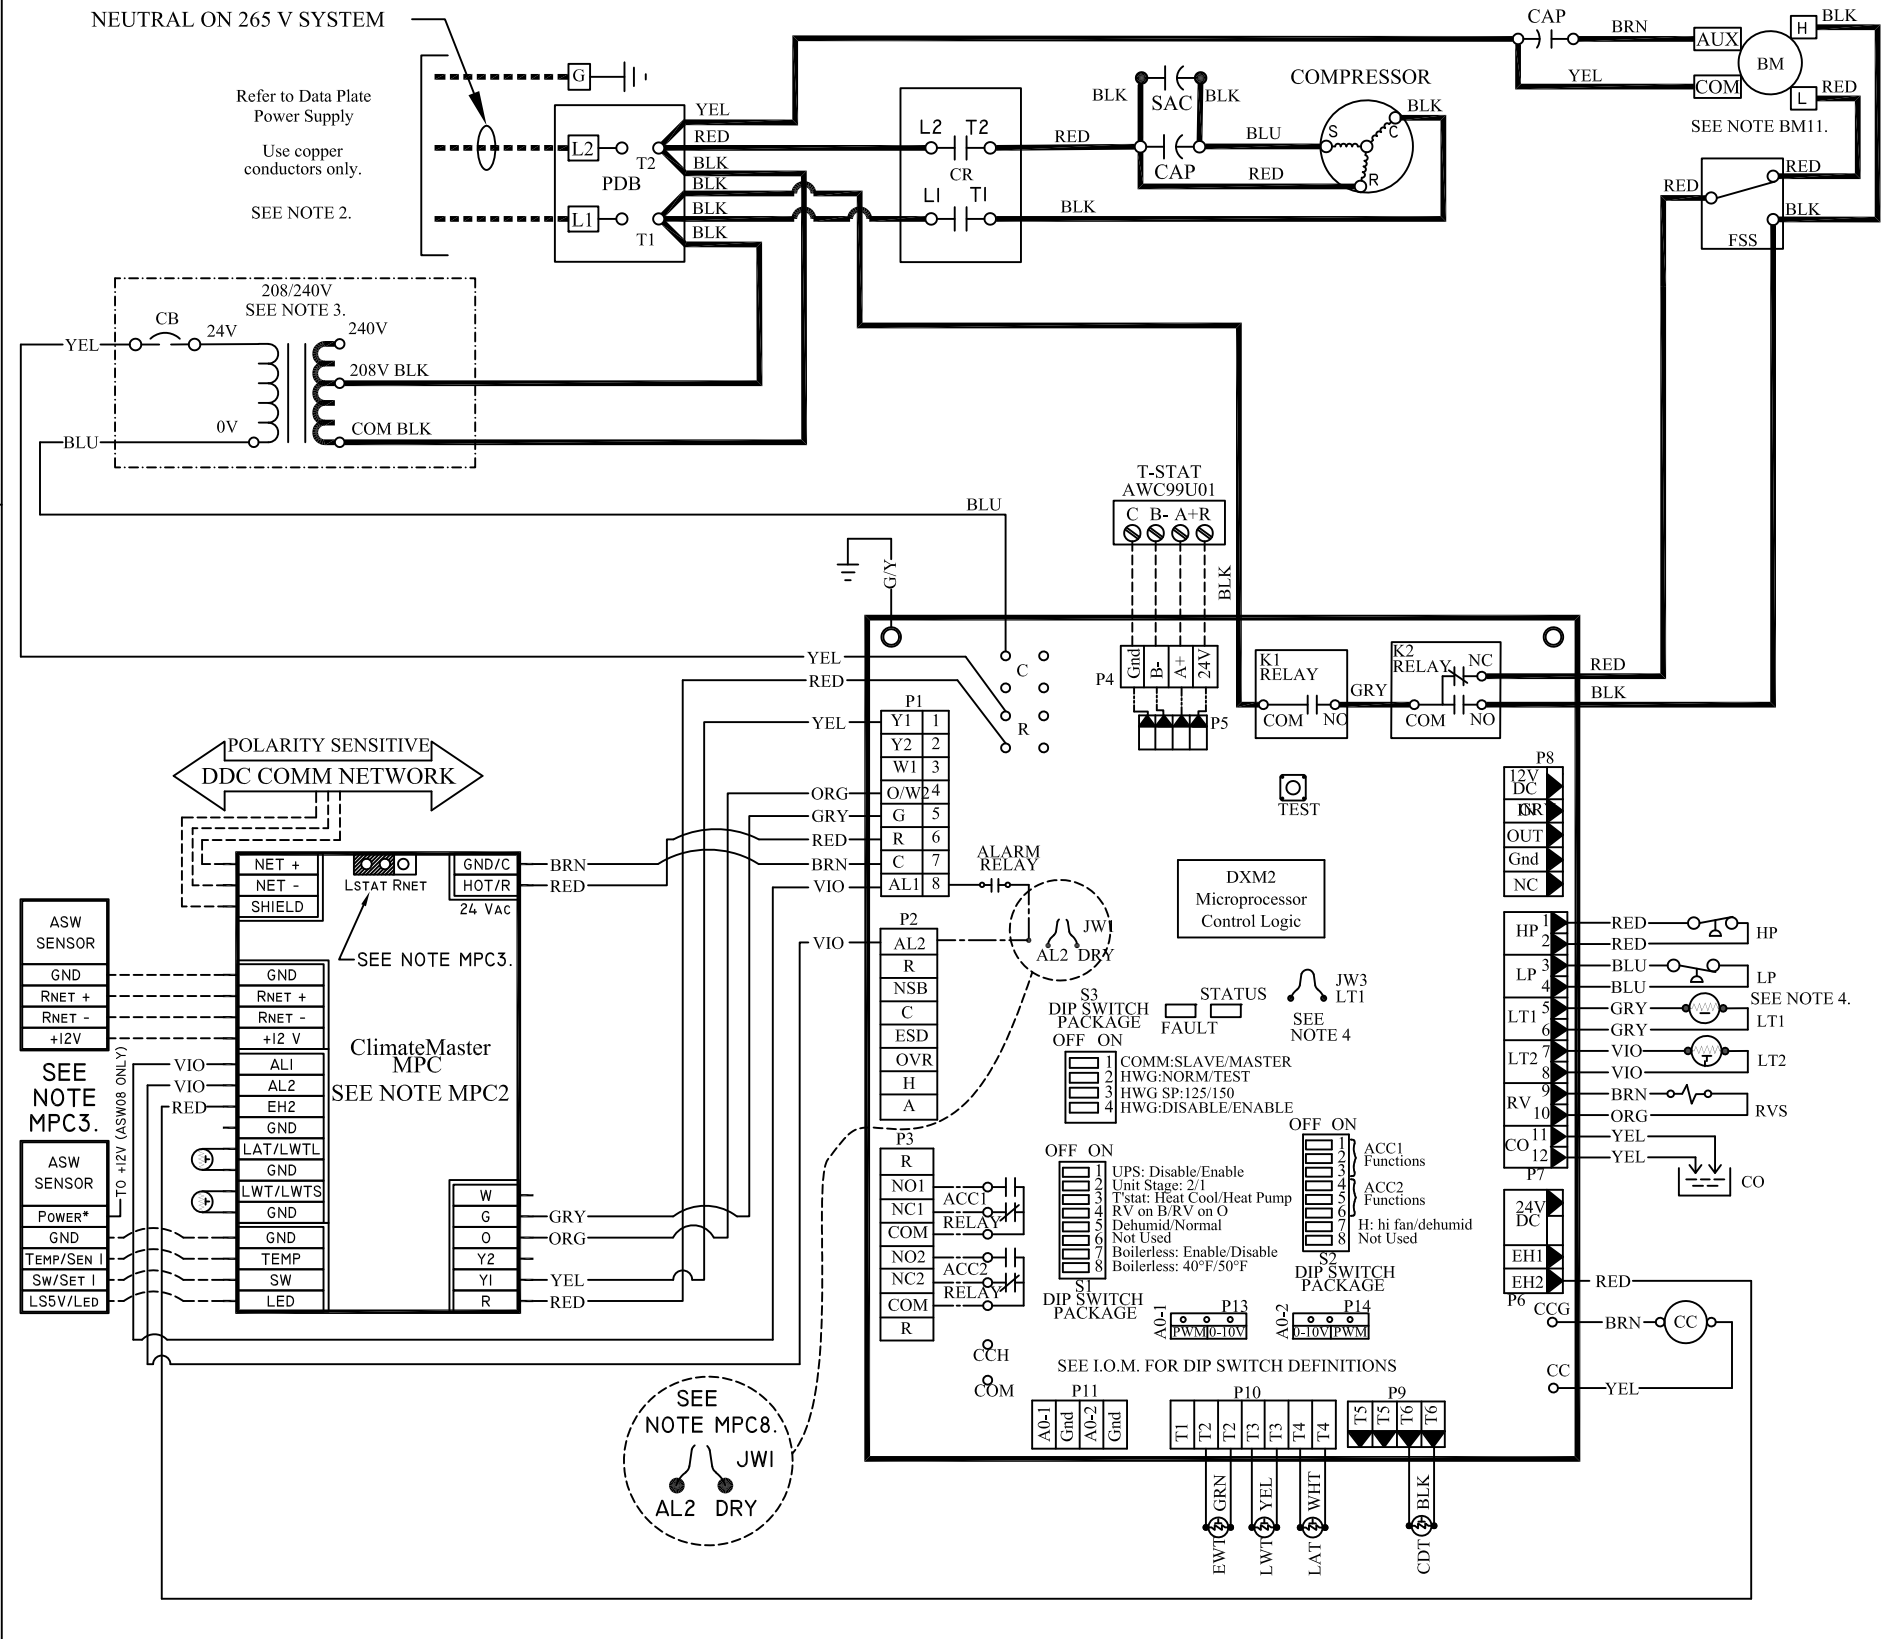 NEUTRAL ON 265 V SYSTEM
Refer to Data Plate
Power Supply
Use copper
conductors only.
SEE NOTE 2.
G
L2
T2
PDB
L1
T1
YEL
RED
BLK
BLK
BLK
BLK
L2 T2
CR
L1 T1
RED
BLK
BLK
SAC
BLK
CAP
BLU
RED
COMPRESSOR
S
C
R
BLK
CAP
BRN
YEL
AUX
COM
BM
H
BLK
L
RED
SEE NOTE BM11.
RED
RED
BLK
FSS
208/240V
SEE NOTE 3.
CB
24V
240V
YEL
208V BLK
0V
COM BLK
BLU
BLU
G/Y
T-STAT
AWC99U01
C B- A+ R
BLK
YEL
RED
C
R
P4
Gnd
B-
A+
24V
P5
K1
RELAY
COM
NO
GRY
K2
RELAY
NC
COM
NO
RED
BLK
POLARITY SENSITIVE
DDC COMM NETWORK
YEL
ORG
GRY
RED
BRN
VIO
VIO
P1
Y1 1
Y2 2
W1 3
O/W2 4
G 5
R 6
C 7
AL1 8
ALARM
RELAY
JW1
AL2 DRY
P2
AL2
R
NSB
C
ESD
OVR
H
A
TEST
DXM2
Microprocessor
Control Logic
P8
12V
DC
OUT
Gnd
NC
NET +
NET -
SHIELD
LSTAT RNET
GND/C
HOT/R
24 VAC
BRN
RED
SEE NOTE MPC3.
ASW
SENSOR
GND
RNET +
RNET -
+12V
GND
RNET +
RNET -
+12 V
SEE
NOTE
MPC3.
TO +12V (ASW08 ONLY)
VIO
VIO
RED
AL1
AL2
EH2
GND
LAT/LWTL
GND
LWT/LWTS
GND
GND
TEMP
SW
LED
ClimateMaster
MPC
SEE NOTE MPC2
W
G
O
Y2
Y1
R
GRY
ORG
YEL
RED
ASW
SENSOR
POWER*
GND
TEMP/SEN 1
SW/SET 1
LS5V/LED
S3
DIP SWITCH
PACKAGE
OFF ON
1 COMM:SLAVE/MASTER
2 HWG:NORM/TEST
3 HWG SP:125/150
4 HWG:DISABLE/ENABLE
STATUS
FAULT
JW3
LT1
SEE
NOTE 4
HP 1
2
LP 3
4
LT1 5
6
LT2 7
8
RV 9
10
CO 11
12
P7
RED
RED
HP
BLU
BLU
LP
SEE NOTE 4.
GRY
GRY
LT1
VIO
VIO
LT2
BRN
ORG
RVS
YEL
YEL
CO
P3
R
NO1
NC1
COM
NO2
NC2
COM
R
ACC1
RELAY
ACC2
RELAY
OFF ON
1 UPS: Disable/Enable
2 Unit Stage: 2/1
3 T'stat: Heat Cool/Heat Pump
4 RV on B/RV on O
5 Dehumid/Normal
6 Not Used
7 Boilerless: Enable/Disable
8 Boilerless: 40°F/50°F
S1
DIP SWITCH
PACKAGE
OFF ON
1
2
3
ACC1
Functions
4
5
6
ACC2
Functions
7 H: hi fan/dehumid
8 Not Used
S2
DIP SWITCH
PACKAGE
24V
DC
EH1
EH2
P6
RED
CCG
BRN
CC
CC
YEL
A0-1
P13
PWM 0-10V
A0-2
P14
0-10V PWM
CCH
COM
SEE I.O.M. FOR DIP SWITCH DEFINITIONS
P11
A0-1
Gnd
A0-2
Gnd
P10
T1
T2
T2
T3
T3
T4
T4
P9
T5
T5
T6
T6
GRN
YEL
WHT
BLK
EWT
LWT
LAT
CDT
SEE
NOTE MPC8.
JW1
AL2 DRY